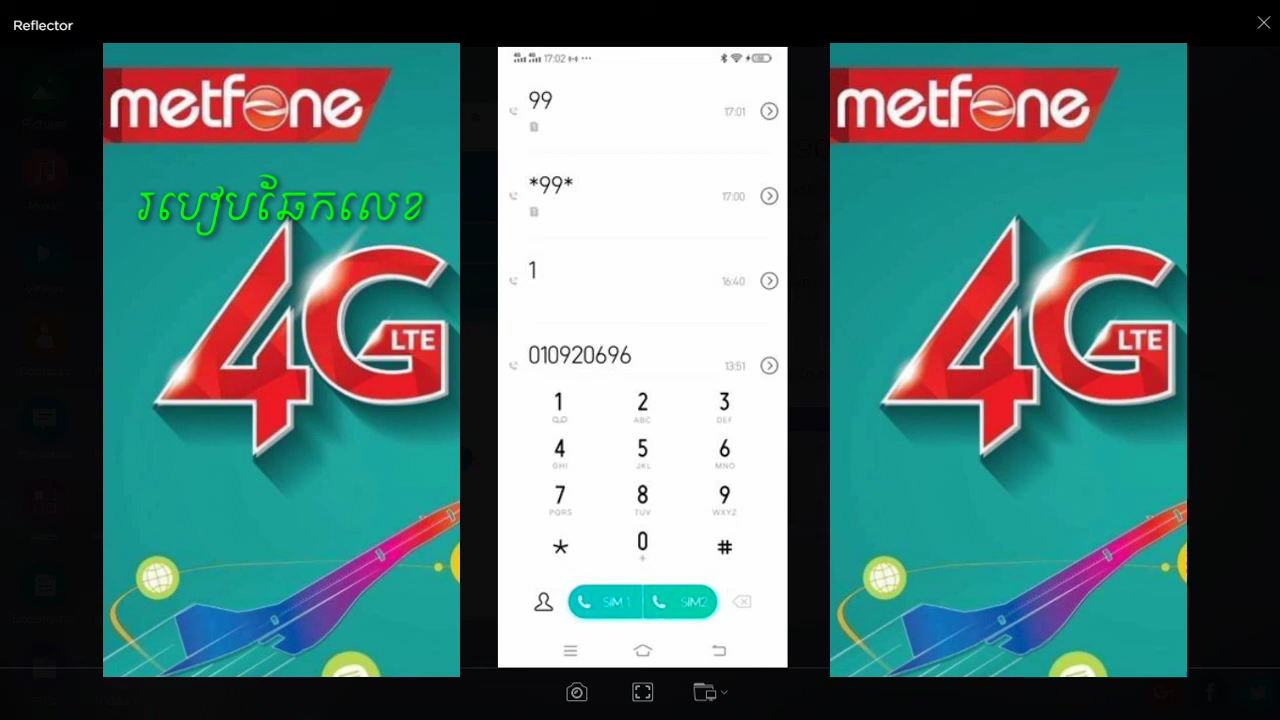 Reflector
metfone
របៀបឆែកលេខ
4G
LTE
17:02
99
17:01
*99*
17:00
1
16:40
010920696
13:51
1
2 ABC
3 DEF
4 GHI
5 JKL
6 MNO
7 PQRS
8 TUV
9 WXYZ
*
0 +
#
SIM 1
SIM2
metfone
4G
LTE